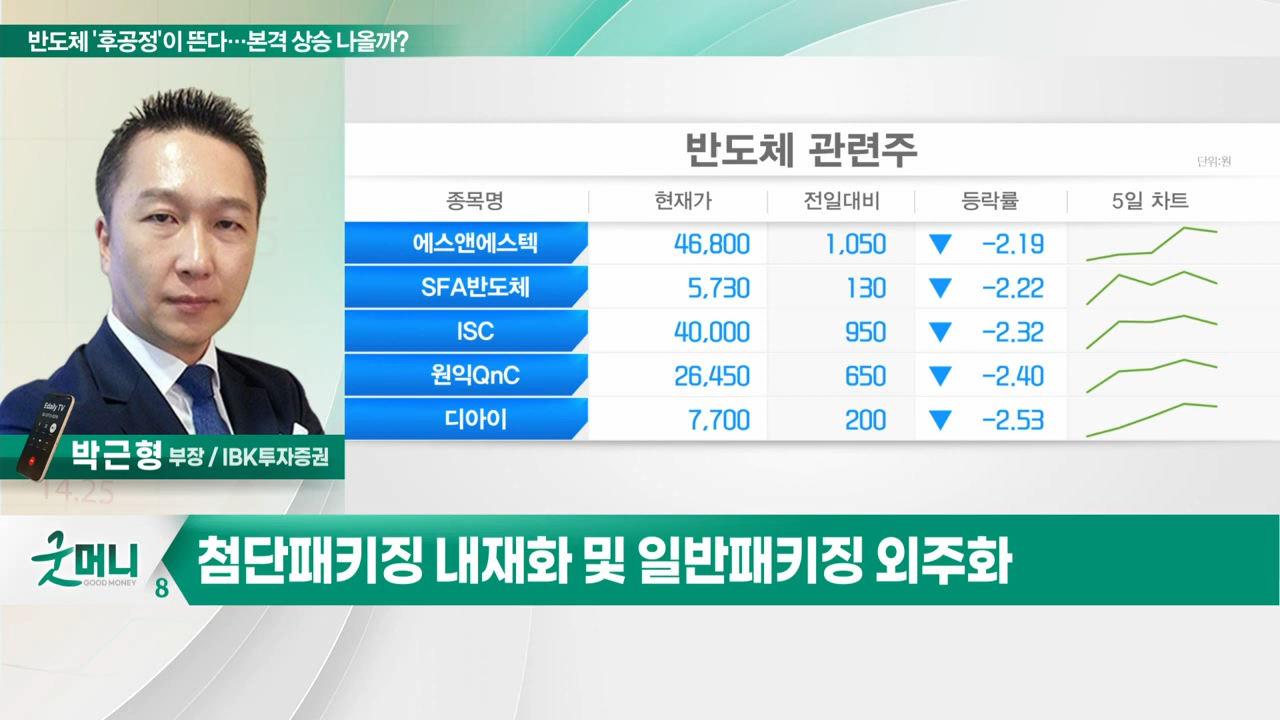 반도체 '후공정'이 뜬다…본격 상승 나올까?
반도체 관련주
단위:원
종목명 현재가 전일대비 등락률 5일 차트
에스앤에스텍 46,800 1,050 ▼ -2.19
SFA반도체 5,730 130 ▼ -2.22
ISC 40,000 950 ▼ -2.32
원익QnC 26,450 650 ▼ -2.40
디아이 7,700 200 ▼ -2.53
Edaily TV
박근형 부장 / IBK투자증권
14.25
굿머니
GOOD MONEY
8
첨단패키징 내재화 및 일반패키징 외주화